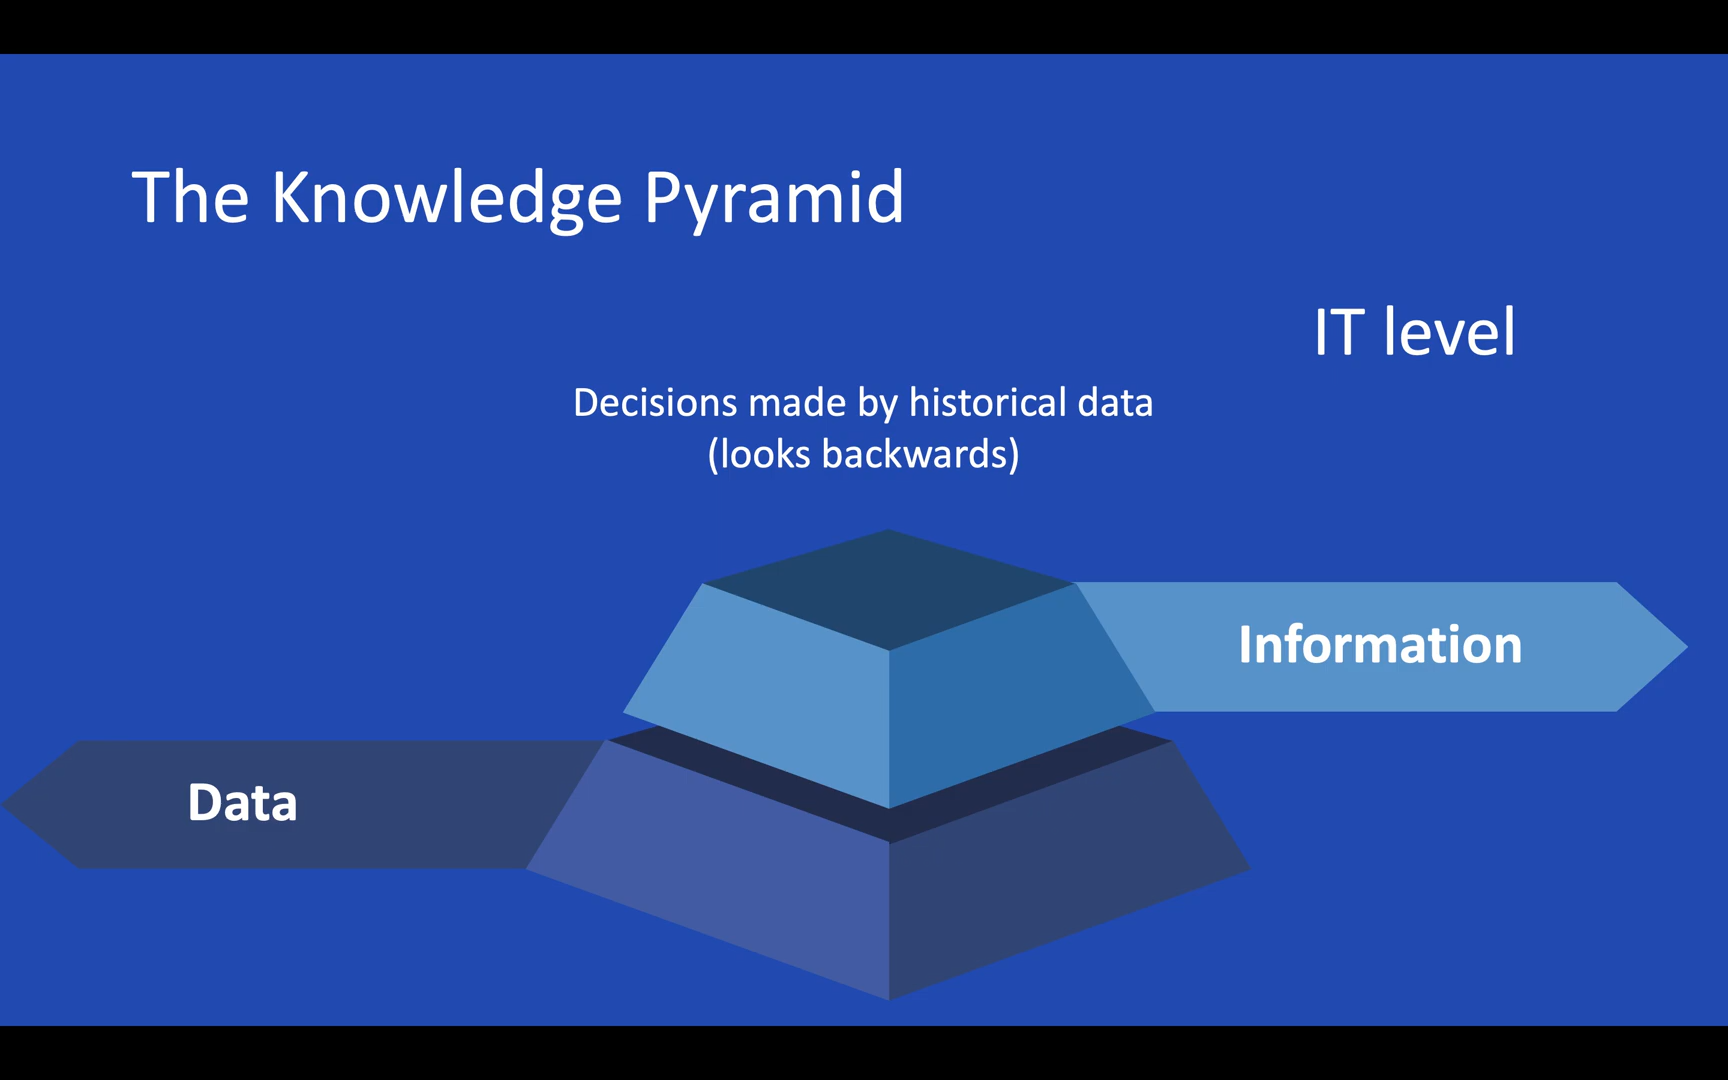 The Knowledge Pyramid
IT level
Decisions made by historical data
(looks backwards)
Information
Data